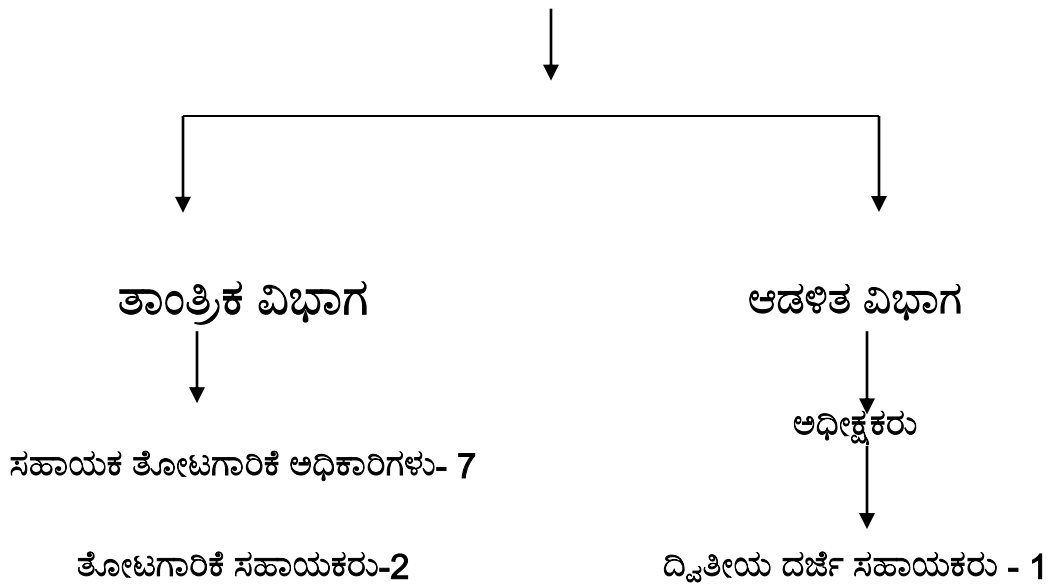 ತಾಂತ್ರಿಕ ವಿಭಾಗ
ಆಡಳಿತ ವಿಭಾಗ
ಅಧೀಕ್ಷಕರು
ಸಹಾಯಕ ತೋಟಗಾರಿಕೆ ಅಧಿಕಾರಿಗಳು- 7
ತೋಟಗಾರಿಕೆ ಸಹಾಯಕರು-2
ದ್ವಿತೀಯ ದರ್ಜೆ ಸಹಾಯಕರು - 1